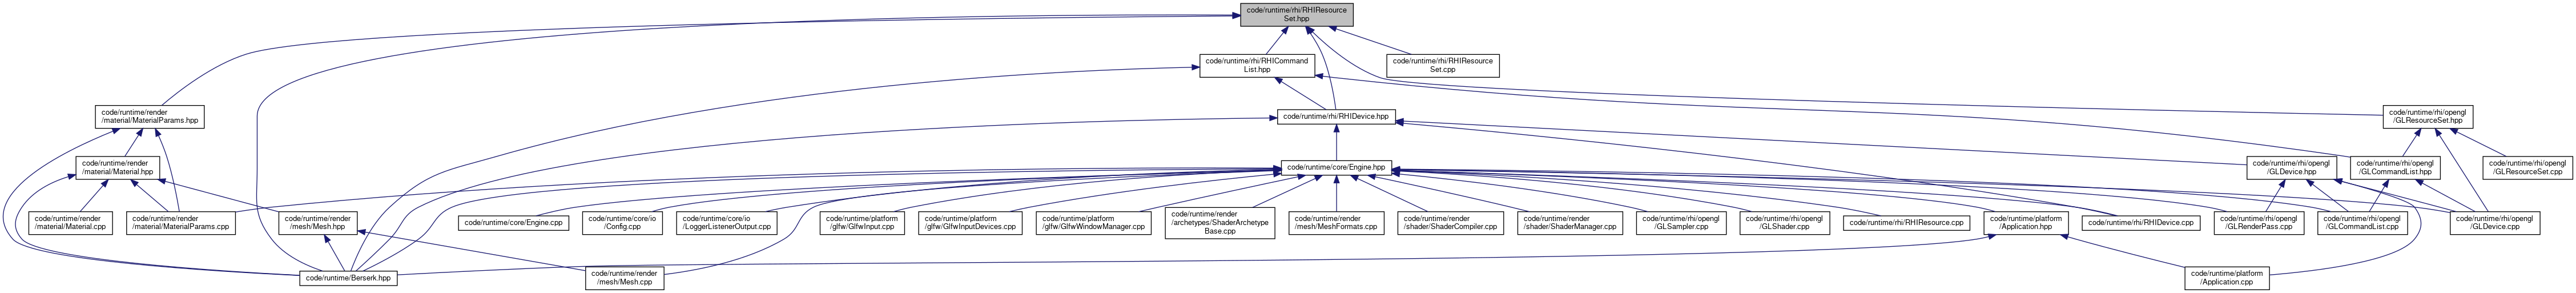 code/runtime/rhi/RHIResource
Set.hpp
code/runtime/rhi/RHICommand
List.hpp
code/runtime/rhi/RHIResource
Set.cpp
code/runtime/render
/material/MaterialParams.hpp
code/runtime/rhi/RHIDevice.hpp
code/runtime/rhi/opengl
/GLResourceSet.hpp
code/runtime/render
/material/Material.hpp
code/runtime/core/Engine.hpp
code/runtime/rhi/opengl
/GLDevice.hpp
code/runtime/rhi/opengl
/GLCommandList.hpp
code/runtime/rhi/opengl
/GLResourceSet.cpp
code/runtime/render
/material/Material.cpp
code/runtime/render
/material/MaterialParams.cpp
code/runtime/render
/mesh/Mesh.hpp
code/runtime/core/Engine.cpp
code/runtime/core/io
/Config.cpp
code/runtime/core/io
/LoggerListenerOutput.cpp
code/runtime/platform
/glfw/GlfwInput.cpp
code/runtime/platform
/glfw/GlfwInputDevices.cpp
code/runtime/platform
/glfw/GlfwWindowManager.cpp
code/runtime/render
/archetypes/ShaderArchetype
Base.cpp
code/runtime/render
/mesh/MeshFormats.cpp
code/runtime/render
/shader/ShaderCompiler.cpp
code/runtime/render
/shader/ShaderManager.cpp
code/runtime/rhi/opengl
/GLSampler.cpp
code/runtime/rhi/opengl
/GLShader.cpp
code/runtime/rhi/RHIResource.cpp
code/runtime/platform
/Application.hpp
code/runtime/rhi/RHIDevice.cpp
code/runtime/rhi/opengl
/GLRenderPass.cpp
code/runtime/rhi/opengl
/GLCommandList.cpp
code/runtime/rhi/opengl
/GLDevice.cpp
code/runtime/Berserk.hpp
code/runtime/render
/mesh/Mesh.cpp
code/runtime/platform
/Application.cpp